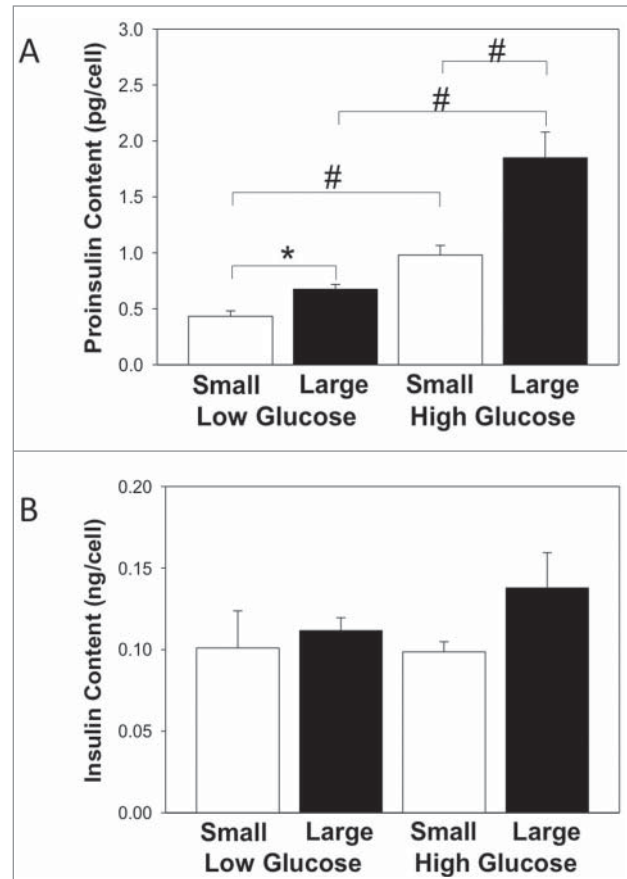 A
Proinsulin Content (pg/cell)
3.0
2.5
2.0
1.5
1.0
0.5
0.0
#
#
#
*
Small Large Small Large
Low Glucose High Glucose
B
Insulin Content (ng/cell)
0.20
0.15
0.10
0.05
0.00
Small Large Small Large
Low Glucose High Glucose